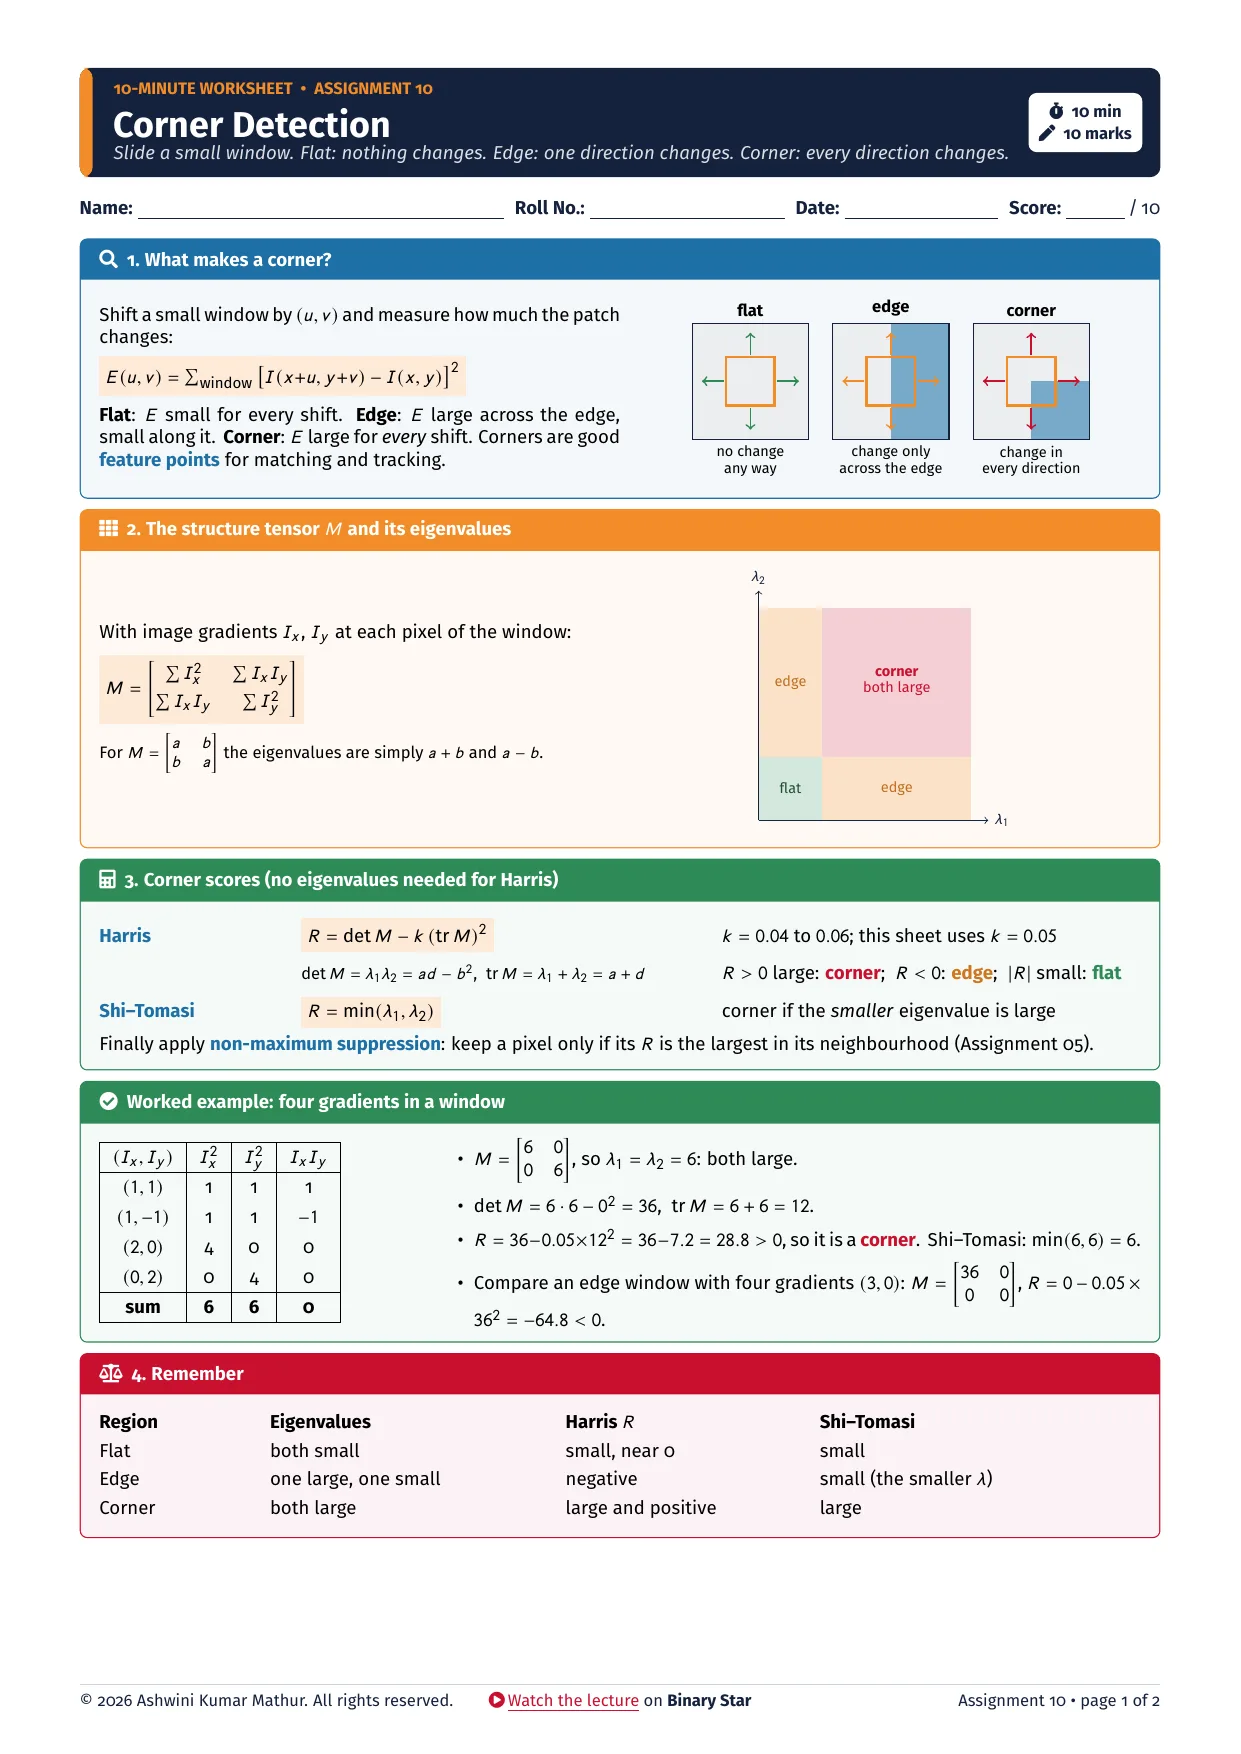 10-MINUTE WORKSHEET • ASSIGNMENT 10
Corner Detection
Slide a small window. Flat: nothing changes. Edge: one direction changes. Corner: every direction changes.
10 min
10 marks
Name: Roll No.: Date: Score: / 10
1. What makes a corner?
Shift a small window by (u, v) and measure how much the patch
changes:
E(u, v) = ∑window [I(x+u, y+v) − I(x, y)]²
Flat: E small for every shift. Edge: E large across the edge,
small along it. Corner: E large for every shift. Corners are good
feature points for matching and tracking.
flat
edge
corner
no change
any way
change only
across the edge
change in
every direction
2. The structure tensor M and its eigenvalues
With image gradients Ix, Iy at each pixel of the window:
M = [∑ Ix² ∑ IxIy
∑ IxIy ∑ Iy²]
For M = [a b
b a] the eigenvalues are simply a + b and a − b.
λ2
edge
corner
both large
flat
edge
λ1
3. Corner scores (no eigenvalues needed for Harris)
Harris R = det M − k (tr M)² k = 0.04 to 0.06; this sheet uses k = 0.05
det M = λ1λ2 = ad − b², tr M = λ1 + λ2 = a + d R > 0 large: corner; R < 0: edge; |R| small: flat
Shi–Tomasi R = min(λ1, λ2) corner if the smaller eigenvalue is large
Finally apply non-maximum suppression: keep a pixel only if its R is the largest in its neighbourhood (Assignment 05).
Worked example: four gradients in a window
(Ix, Iy) Ix² Iy² IxIy
(1, 1) 1 1 1
(1, −1) 1 1 −1
(2, 0) 4 0 0
(0, 2) 0 4 0
sum 6 6 0
• M = [6 0
0 6], so λ1 = λ2 = 6: both large.
• det M = 6 · 6 − 0² = 36, tr M = 6 + 6 = 12.
• R = 36−0.05×12² = 36−7.2 = 28.8 > 0, so it is a corner. Shi–Tomasi: min(6, 6) = 6.
• Compare an edge window with four gradients (3, 0): M = [36 0
0 0], R = 0 − 0.05 ×
36² = −64.8 < 0.
4. Remember
Region Eigenvalues Harris R Shi–Tomasi
Flat both small small, near 0 small
Edge one large, one small negative small (the smaller λ)
Corner both large large and positive large
© 2026 Ashwini Kumar Mathur. All rights reserved. Watch the lecture on Binary Star Assignment 10 • page 1 of 2